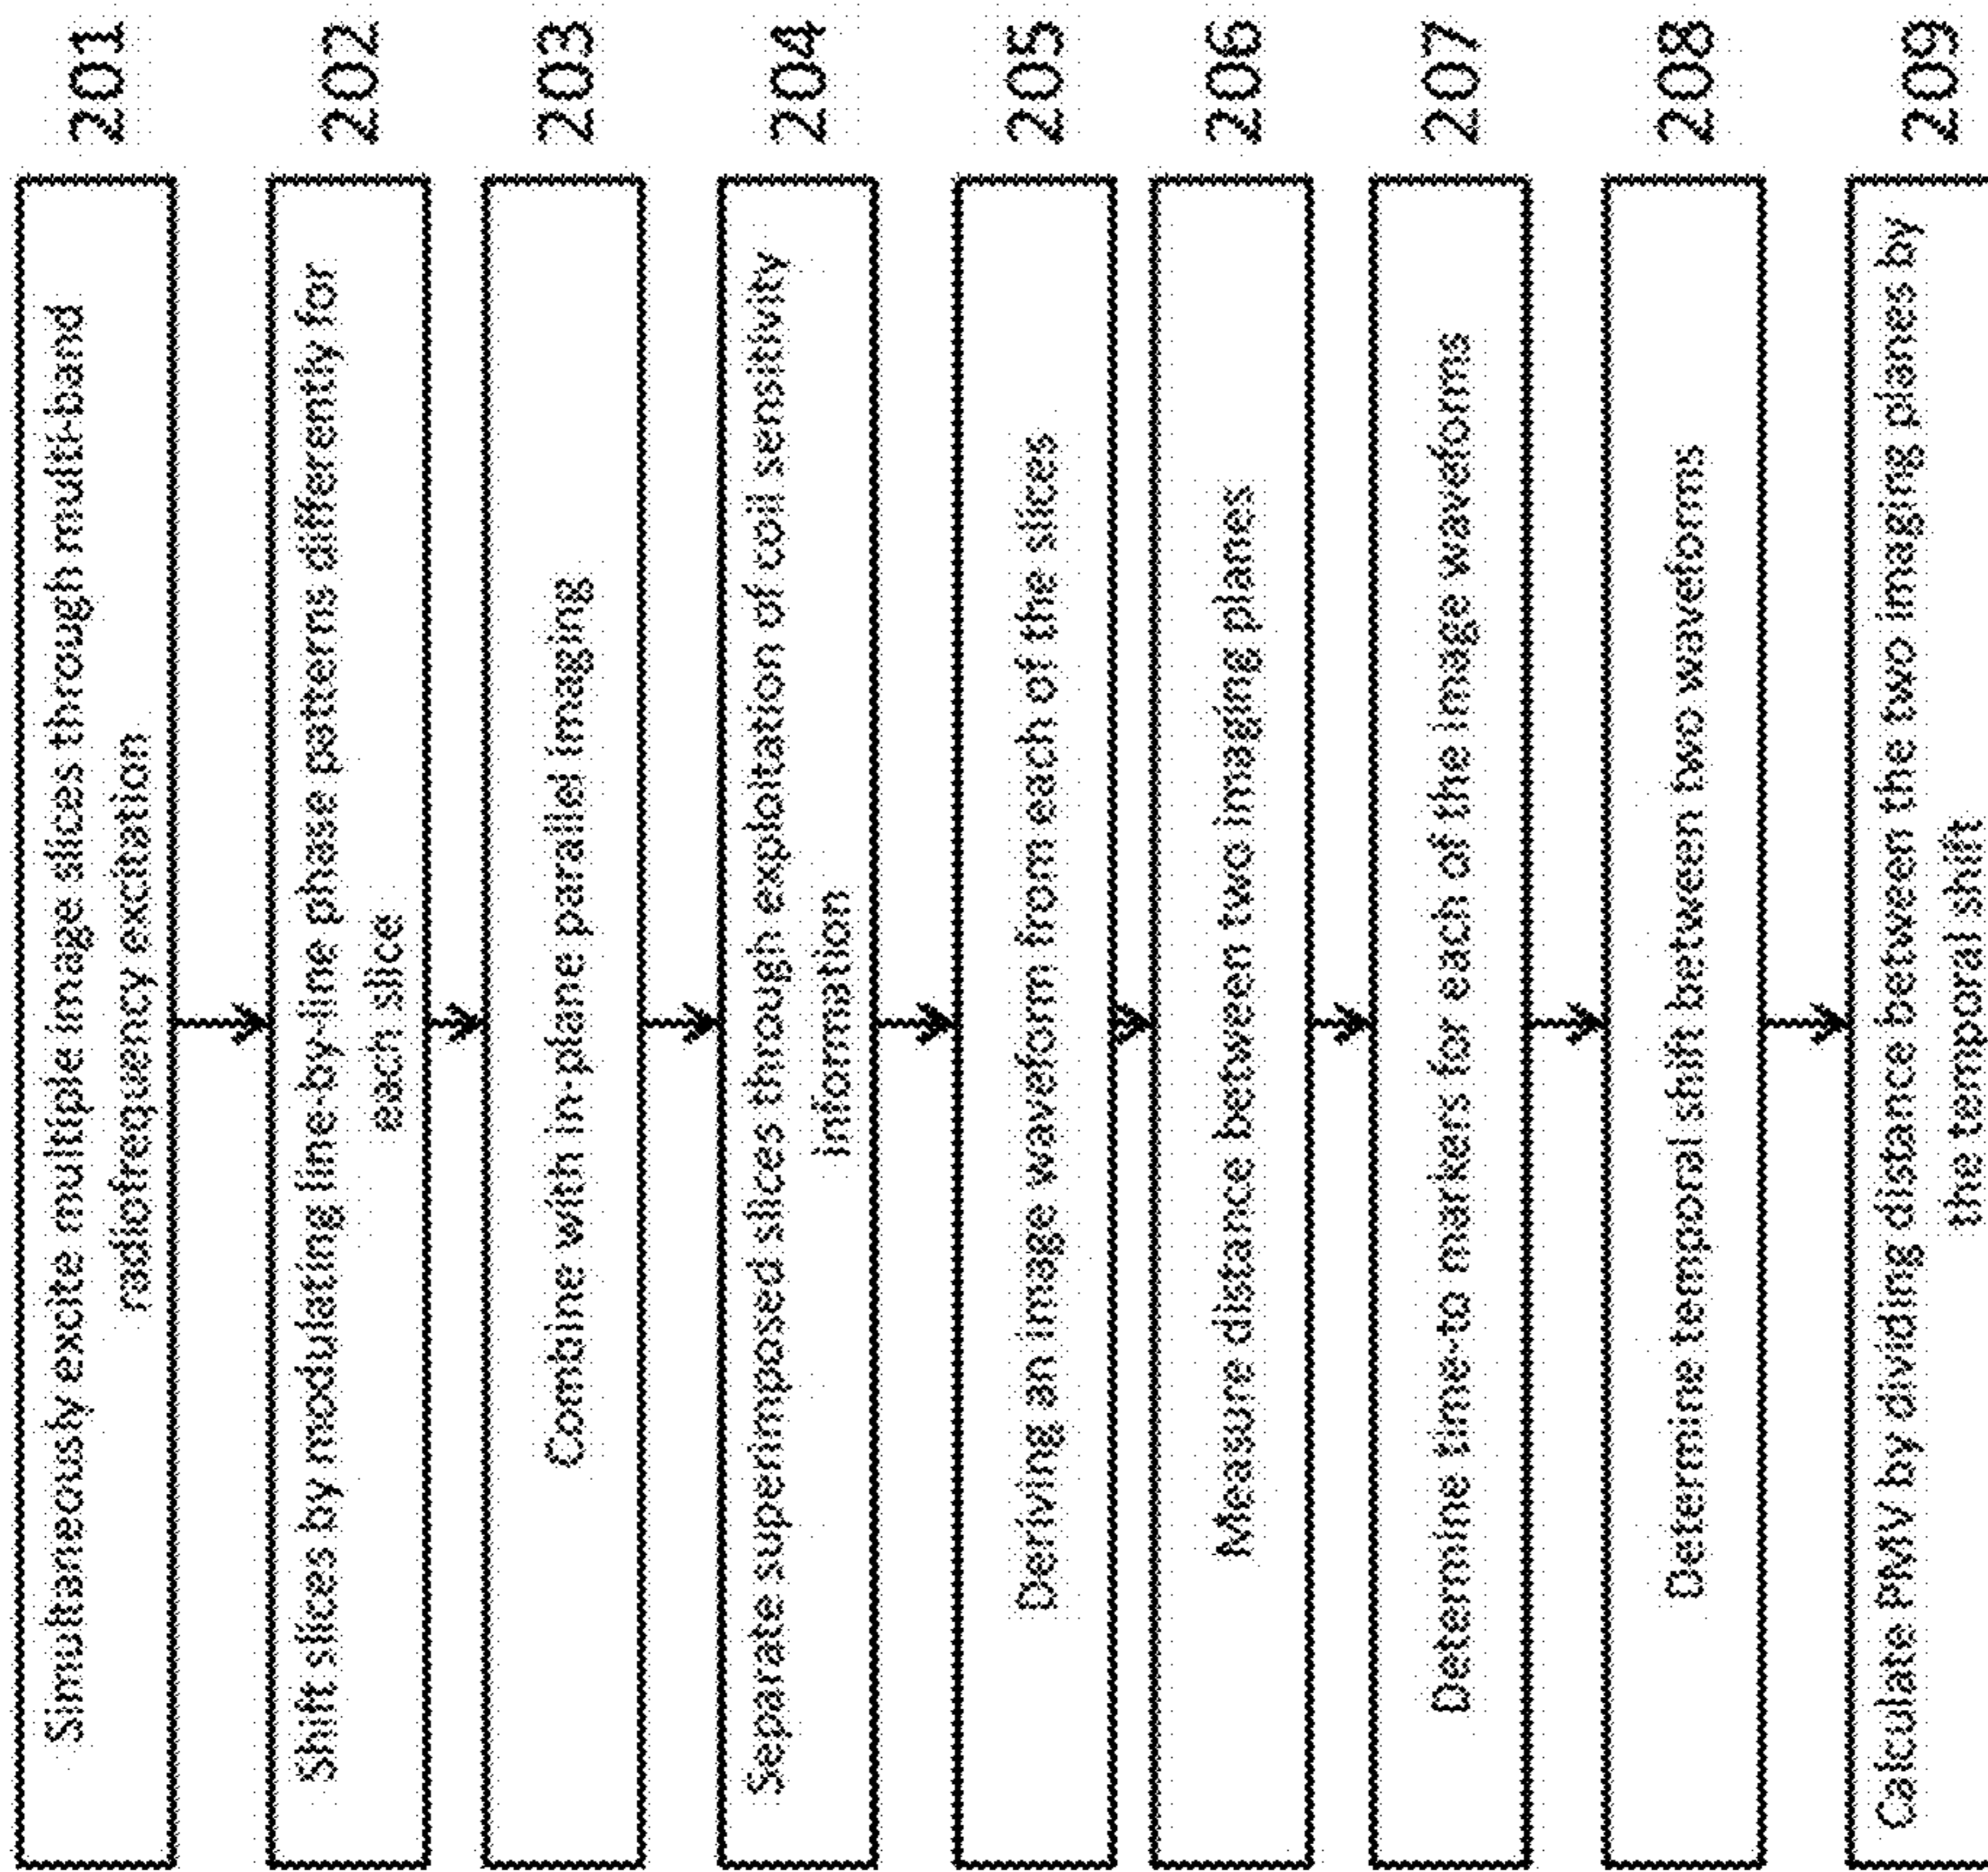 Simultaneously excite multiple image slices through multi-band
radiofrequency excitation
201
Shift slices by modulating line-by-line phase patterns differently for
each slice
202
Combine with in-plane parallel imaging
203
Separate superimposed slices through exploitation of coil sensitivity
information
204
Deriving an image waveform from each of the slices
205
Measure distance between two imaging planes
206
Determine time-to markers for each of the image waveforms
207
Determine temporal shift between two waveforms
208
Calculate PWV by dividing distance between the two imaging planes by
the temporal shift
209